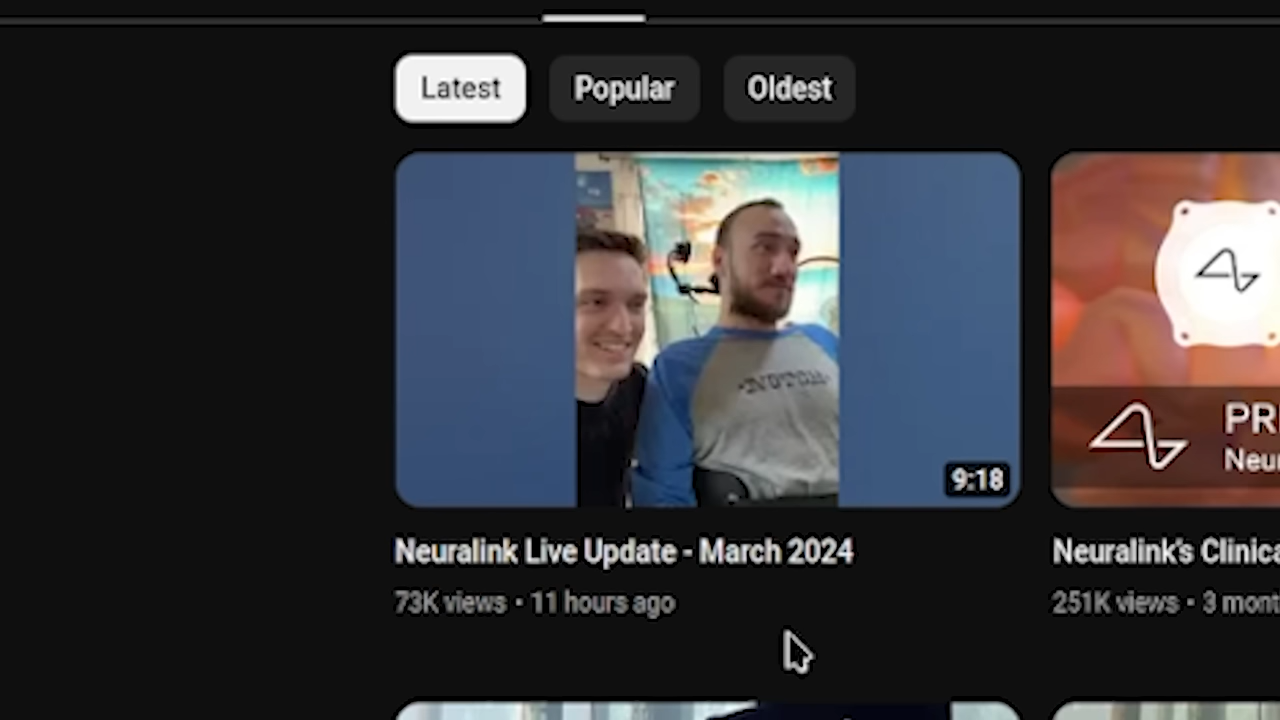 Latest Popular Oldest
9:18
PR
Neur
Neuralink Live Update - March 2024
Neuralink's Clinica
73K views • 11 hours ago
251K views • 3 mont